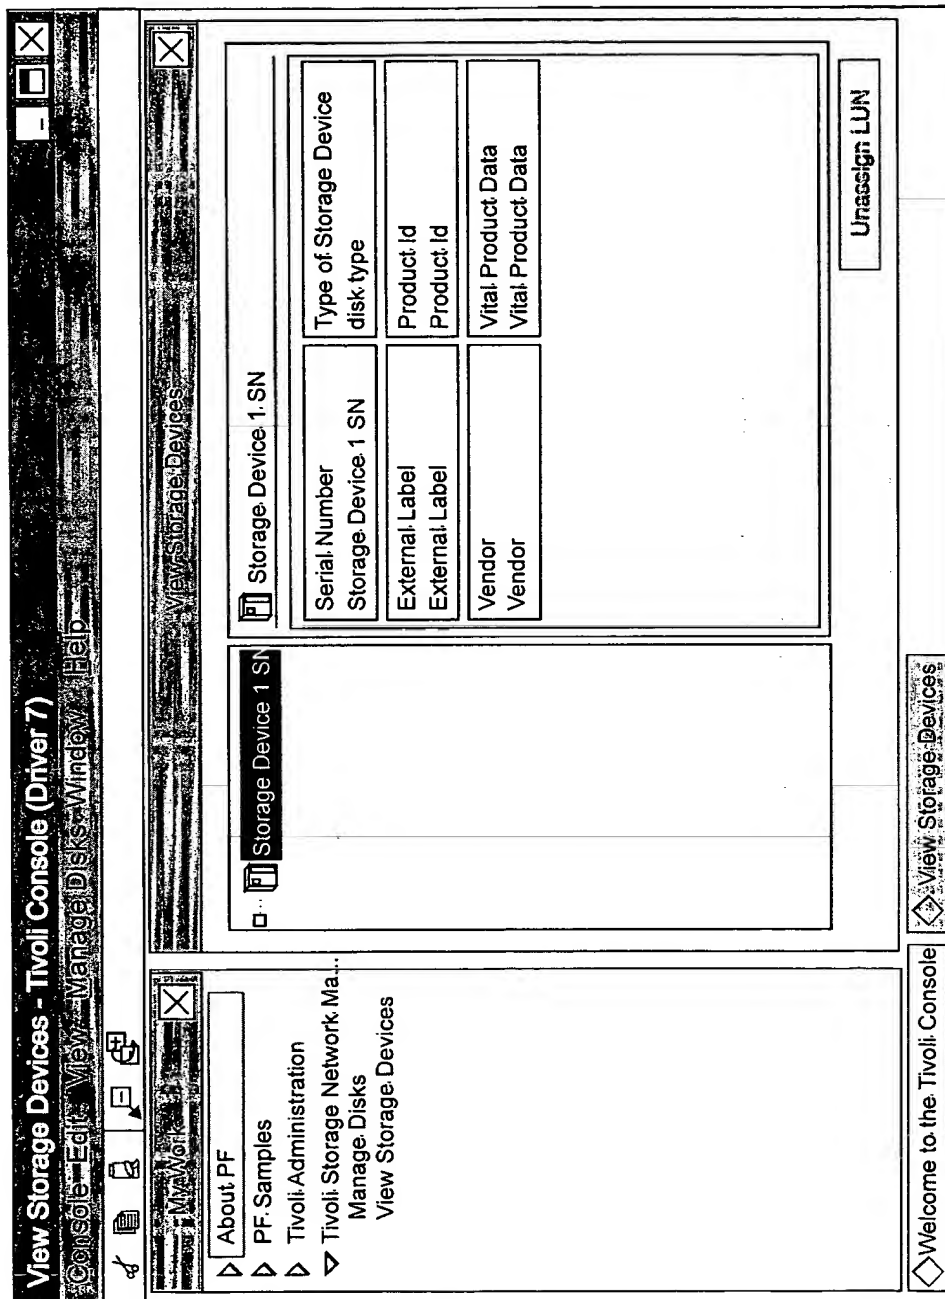 View Storage Devices - Tivoli Console (Driver 7)
Console Edit View Manage Disks Window Help
My Work
About PF
PF Samples
Tivoli Administration
Tivoli Storage Network Ma...
Manage Disks
View Storage Devices
View Storage Devices
Storage Device 1 SN
Storage Device 1 SN
Serial Number
Storage Device 1 SN
Type of Storage Device
disk type
External Label
External Label
Product Id
Product Id
Vendor
Vendor
Vital Product Data
Vital Product Data
Unassign LUN
Welcome to the Tivoli Console
View Storage Devices